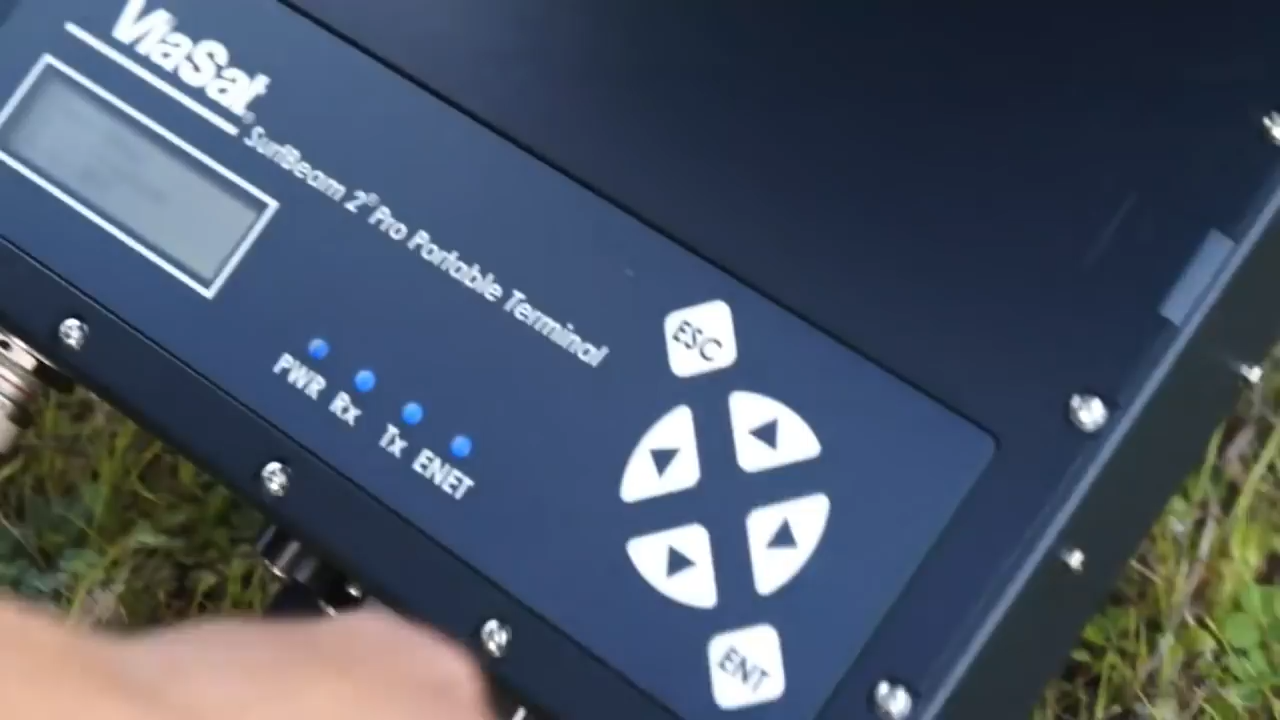 ViaSat®
SurfBeam 2® Pro Portable Terminal
PWR Rx Tx ENET
ESC
ENT